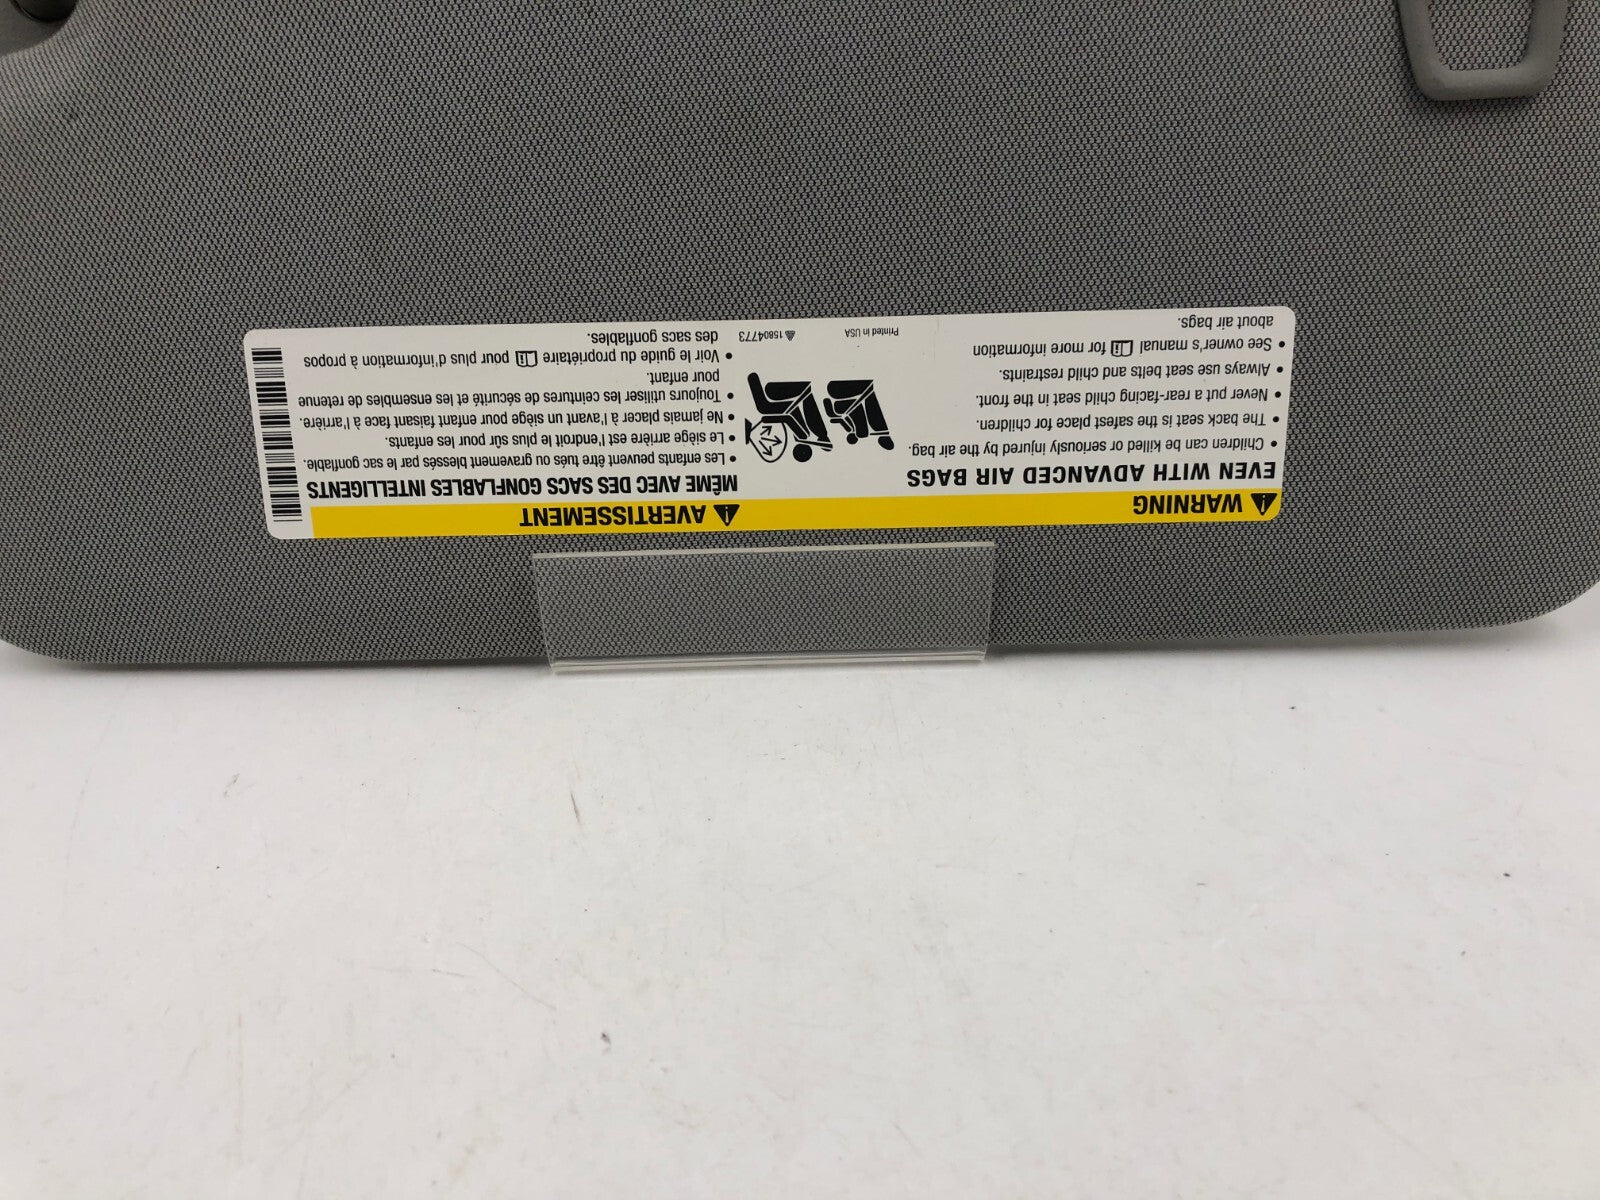 WARNING
EVEN WITH ADVANCED AIR BAGS
• Children can be killed or seriously injured by the air bag.
• The back seat is the safest place for children.
• Never put a rear-facing child seat in the front.
• Always use seat belts and child restraints.
• See owner's manual for more information
about air bags.
Printed in USA
15804773
AVERTISSEMENT
MÊME AVEC DES SACS GONFLABLES INTELLIGENTS
• Les enfants peuvent être tués ou gravement blessés par le sac gonflable.
• Le siège arrière est l'endroit le plus sûr pour les enfants.
• Ne jamais placer à l'avant un siège pour enfant faisant face à l'arrière.
• Toujours utiliser les ceintures de sécurité et les ensembles de retenue
pour enfant.
• Voir le guide du propriétaire pour plus d'information à propos
des sacs gonflables.